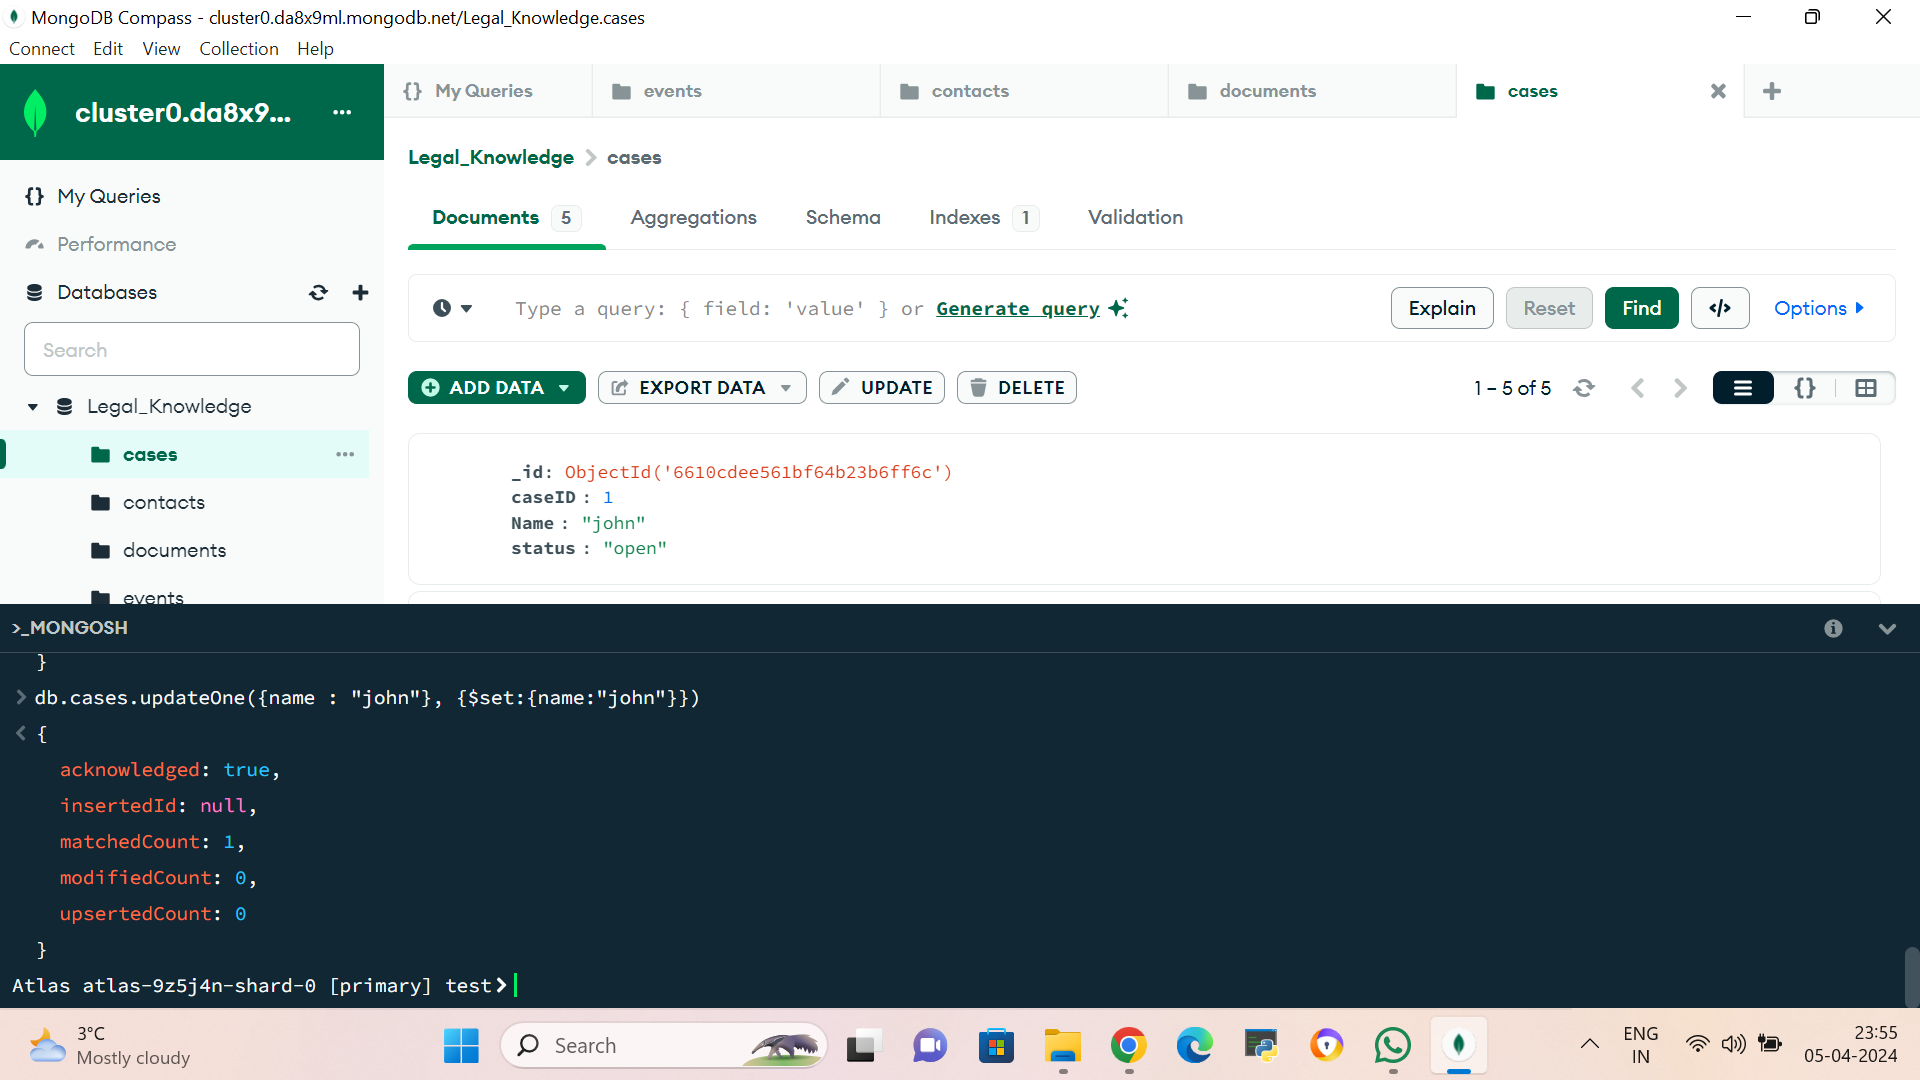 MongoDB Compass - cluster0.da8x9ml.mongodb.net/Legal_Knowledge.cases
Connect Edit View Collection Help
cluster0.da8x9... ...
{} My Queries
events
contacts
documents
cases
Legal_Knowledge > cases
My Queries
Performance
Databases
Search
Legal_Knowledge
cases ...
contacts
documents
events
Documents 5 Aggregations Schema Indexes 1 Validation
Type a query: { field: 'value' } or Generate query
Explain Reset Find </> Options
ADD DATA EXPORT DATA UPDATE DELETE
1 – 5 of 5 {}
_id: ObjectId('6610cdee561bf64b23b6ff6c')
caseID : 1
Name : "john"
status : "open"
>_MONGOSH
}
> db.cases.updateOne({name : "john"}, {$set:{name:"john"}})
< {
acknowledged: true,
insertedId: null,
matchedCount: 1,
modifiedCount: 0,
upsertedCount: 0
}
Atlas atlas-9z5j4n-shard-0 [primary] test>
3°C
Mostly cloudy
Search
ENG
IN
23:55
05-04-2024